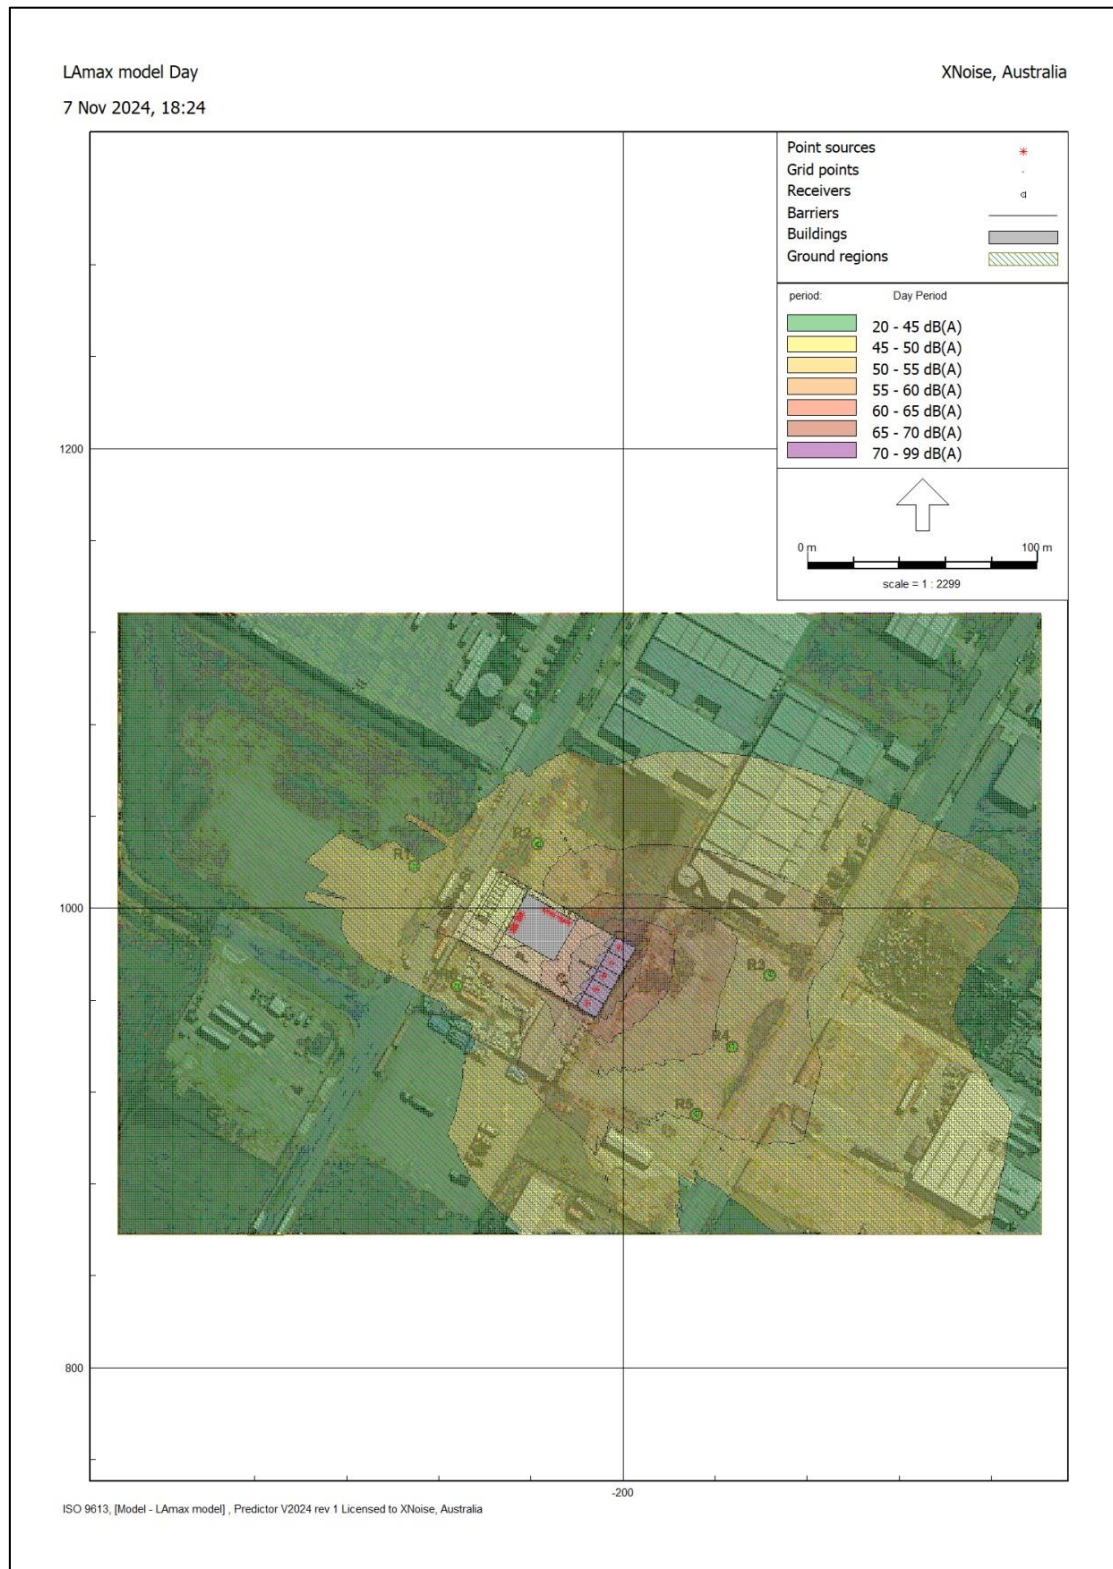 LAmax model Day
XNoise, Australia
7 Nov 2024, 18:24
Point sources
Grid points
Receivers
Barriers
Buildings
Ground regions
period: Day Period
20 - 45 dB(A)
45 - 50 dB(A)
50 - 55 dB(A)
55 - 60 dB(A)
60 - 65 dB(A)
65 - 70 dB(A)
70 - 99 dB(A)
0 m 100 m
scale = 1 : 2299
1200
R2
R1
1000
R3
R6
R4
R5
800
-200
ISO 9613, [Model - LAmax model] , Predictor V2024 rev 1 Licensed to XNoise, Australia